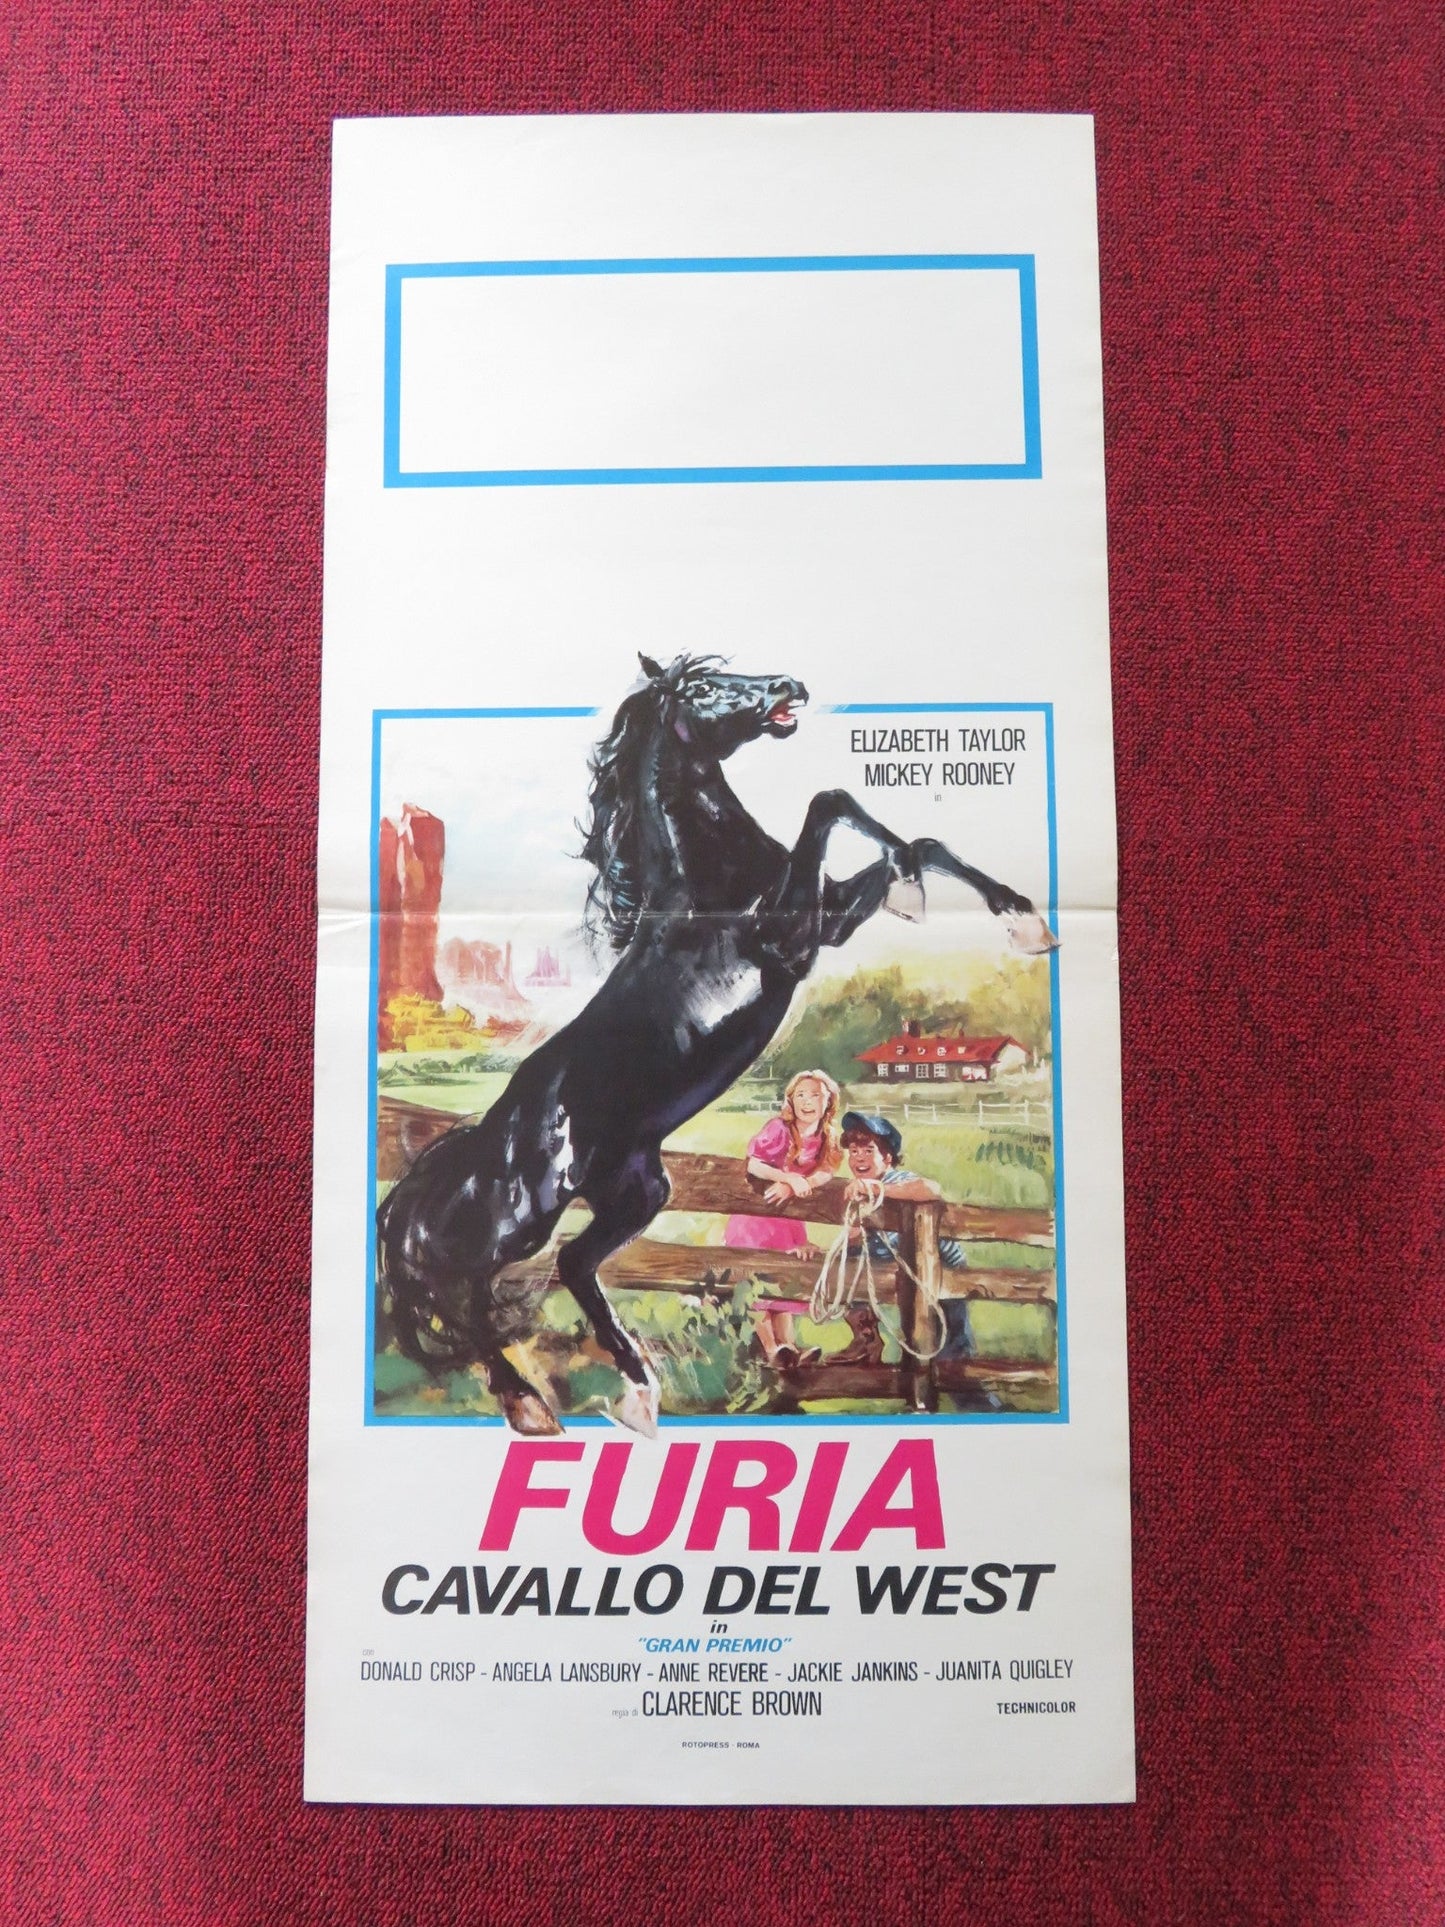 ELIZABETH TAYLOR
MICKEY ROONEY
in
FURIA
CAVALLO DEL WEST
in
"GRAN PREMIO"
con
DONALD CRISP - ANGELA LANSBURY - ANNE REVERE - JACKIE JANKINS - JUANITA QUIGLEY
regia di CLARENCE BROWN
TECHNICOLOR
ROTOPRESS - ROMA